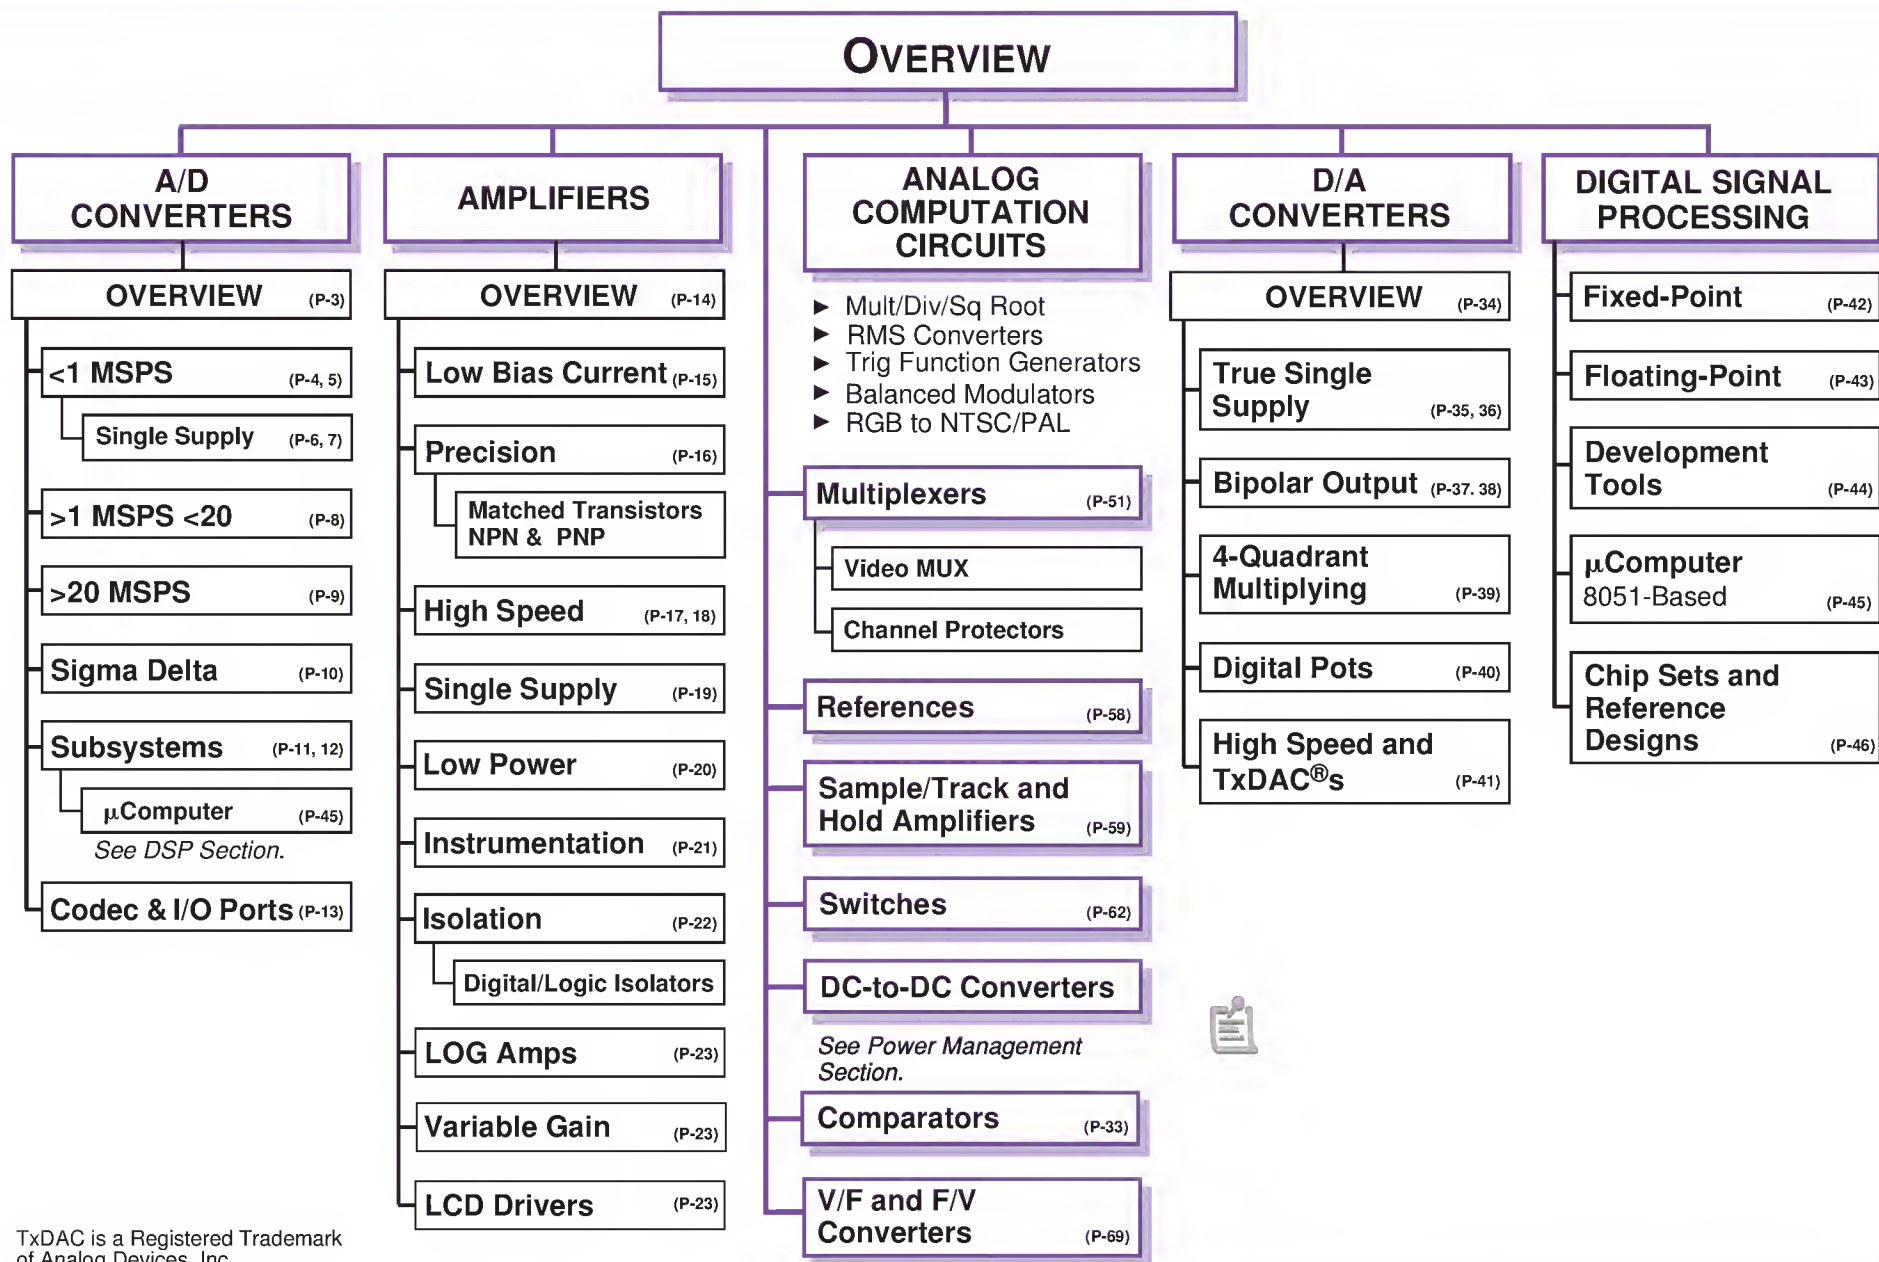 OVERVIEW
A/D
CONVERTERS
OVERVIEW (P-3)
<1 MSPS (P-4, 5)
Single Supply (P-6, 7)
>1 MSPS <20 (P-8)
>20 MSPS (P-9)
Sigma Delta (P-10)
Subsystems (P-11, 12)
µComputer (P-45)
See DSP Section.
Codec & I/O Ports (P-13)
AMPLIFIERS
OVERVIEW (P-14)
Low Bias Current (P-15)
Precision (P-16)
Matched Transistors
NPN & PNP
High Speed (P-17, 18)
Single Supply (P-19)
Low Power (P-20)
Instrumentation (P-21)
Isolation (P-22)
Digital/Logic Isolators
LOG Amps (P-23)
Variable Gain (P-23)
LCD Drivers (P-23)
ANALOG
COMPUTATION
CIRCUITS
► Mult/Div/Sq Root
► RMS Converters
► Trig Function Generators
► Balanced Modulators
► RGB to NTSC/PAL
Multiplexers (P-51)
Video MUX
Channel Protectors
References (P-58)
Sample/Track and
Hold Amplifiers (P-59)
Switches (P-62)
DC-to-DC Converters
See Power Management
Section.
Comparators (P-33)
V/F and F/V
Converters (P-69)
D/A
CONVERTERS
OVERVIEW (P-34)
True Single
Supply (P-35, 36)
Bipolar Output (P-37. 38)
4-Quadrant
Multiplying (P-39)
Digital Pots (P-40)
High Speed and
TxDAC®s (P-41)
DIGITAL SIGNAL
PROCESSING
Fixed-Point (P-42)
Floating-Point (P-43)
Development
Tools (P-44)
µComputer
8051-Based (P-45)
Chip Sets and
Reference
Designs (P-46)
TxDAC is a Registered Trademark
of Analog Devices, Inc